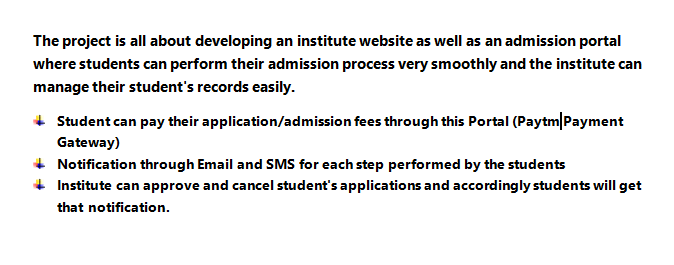 The project is all about developing an institute website as well as an admission portal
where students can perform their admission process very smoothly and the institute can
manage their student's records easily.
Student can pay their application/admission fees through this Portal (Paytm Payment
Gateway)
Notification through Email and SMS for each step performed by the students
Institute can approve and cancel student's applications and accordingly students will get
that notification.